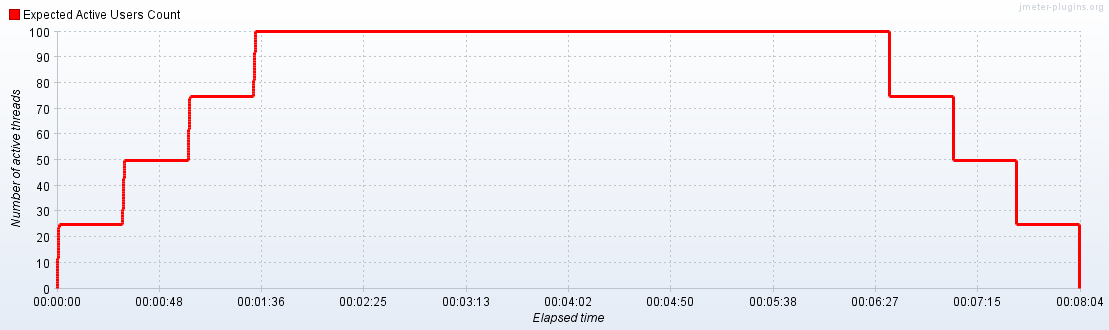 jmeter-plugins.org
Expected Active Users Count
100
90
80
70
60
50
40
30
20
10
0
Number of active threads
00:00:00 00:00:48 00:01:36 00:02:25 00:03:13 00:04:02 00:04:50 00:05:38 00:06:27 00:07:15 00:08:04
Elapsed time